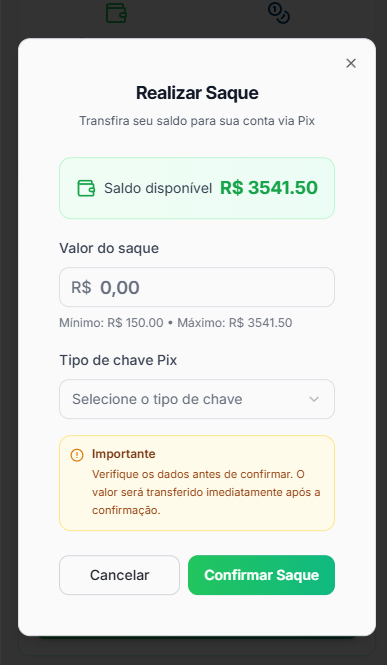 Realizar Saque
Transfira seu saldo para sua conta via Pix
Saldo disponível R$ 3541.50
Valor do saque
R$ 0,00
Mínimo: R$ 150.00 • Máximo: R$ 3541.50
Tipo de chave Pix
Selecione o tipo de chave
Importante
Verifique os dados antes de confirmar. O
valor será transferido imediatamente após a
confirmação.
Cancelar Confirmar Saque